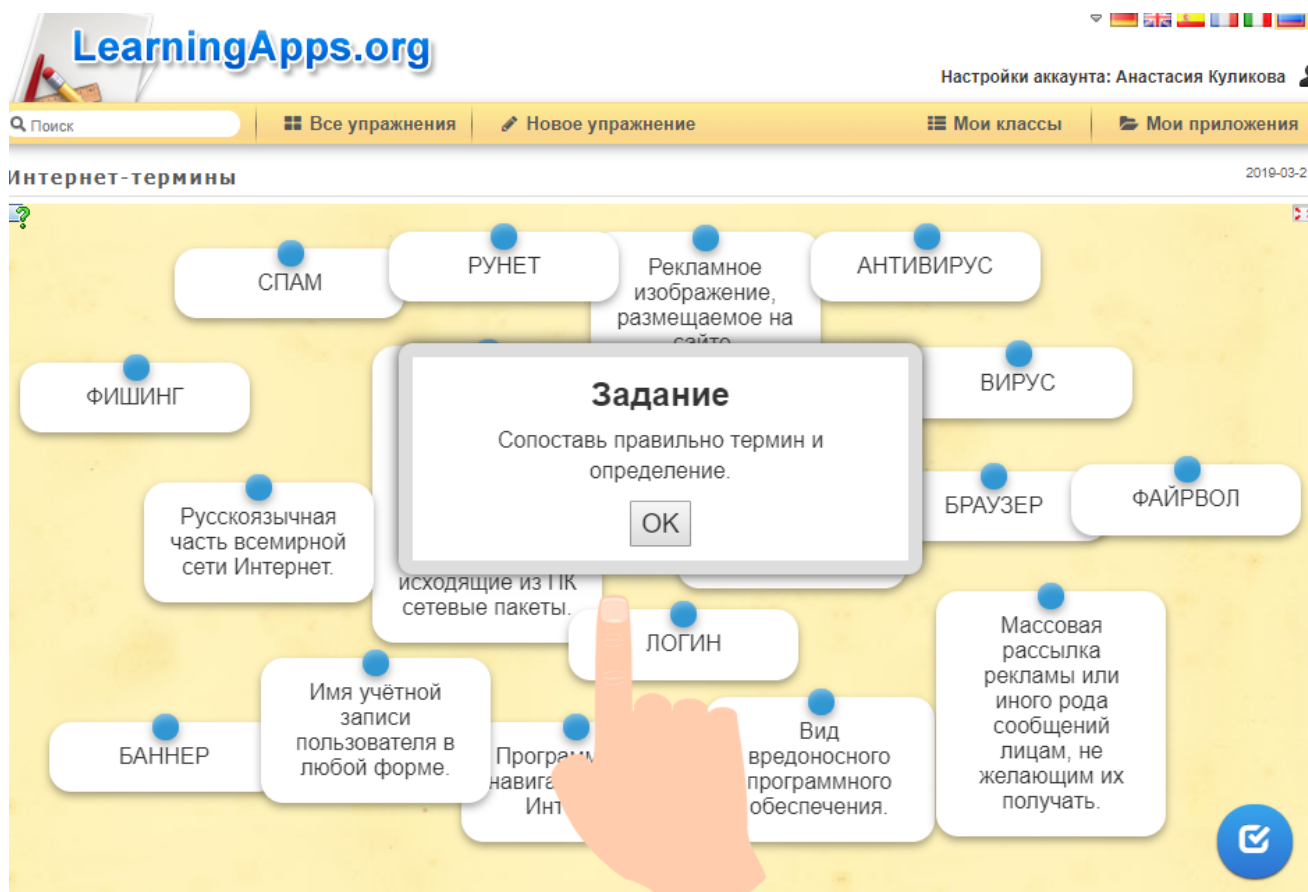 LearningApps.org
Настройки аккаунта: Анастасия Куликова
Поиск
Все упражнения
Новое упражнение
Мои классы
Мои приложения
Интернет-термины
2019-03-2
СПАМ
РУНЕТ
Рекламное
изображение,
размещаемое на
сайте
АНТИВИРУС
ФИШИНГ
ВИРУС
Задание
Сопоставь правильно термин и
определение.
OK
БРАУЗЕР
ФАЙРВОЛ
Русскоязычная
часть всемирной
сети Интернет.
исходящие из ПК
сетевые пакеты.
ЛОГИН
Массовая
рассылка
рекламы или
иного рода
сообщений
лицам, не
желающим их
получать.
Имя учётной
записи
пользователя в
любой форме.
БАННЕР
Вид
вредоносного
программного
обеспечения.